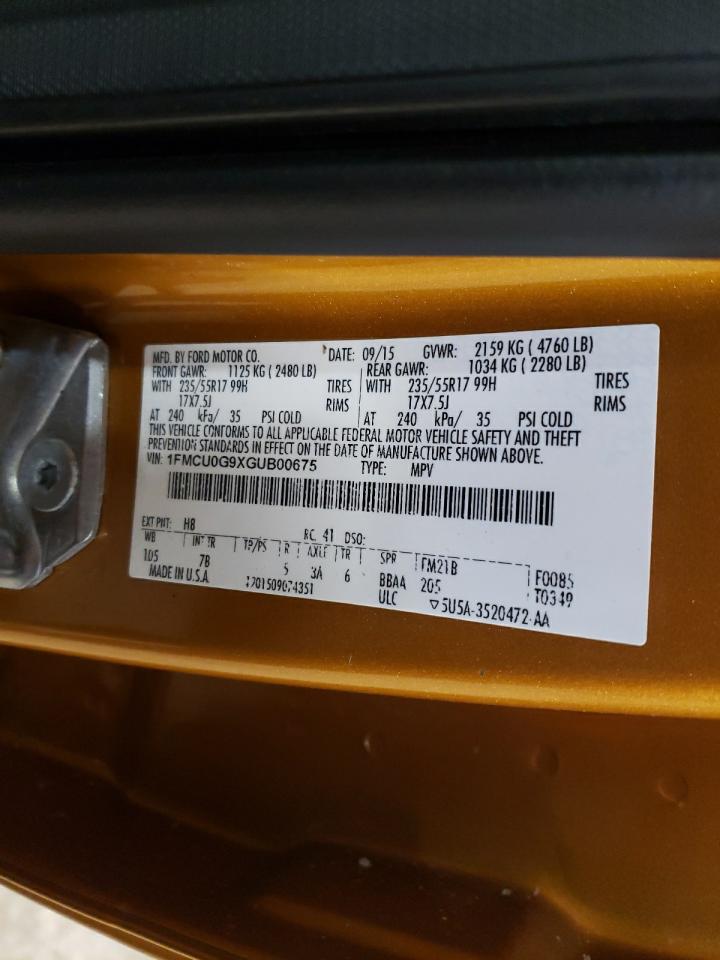 MFD. BY FORD MOTOR CO. DATE: 09/15 GVWR: 2159 KG ( 4760 LB)
FRONT GAWR: 1125 KG ( 2480 LB) REAR GAWR: 1034 KG ( 2280 LB)
WITH 235/55R17 99H TIRES WITH 235/55R17 99H TIRES
17X7.5J RIMS 17X7.5J RIMS
AT 240 kPa/ 35 PSI COLD AT 240 kPa/ 35 PSI COLD
THIS VEHICLE CONFORMS TO ALL APPLICABLE FEDERAL MOTOR VEHICLE SAFETY AND THEFT
PREVENTION STANDARDS IN EFFECT ON THE DATE OF MANUFACTURE SHOWN ABOVE.
VIN: 1FMCU0G9XGUB00675 TYPE: MPV
EXT PNT: H8 RC: 41 DSO:
WB INT TR TP/PS R AXLE TR SPR FM21B F0085
105 7B 5 3A 6 BBAA 205 T0349
MADE IN U.S.A. ULC 5U5A-3520472-AA